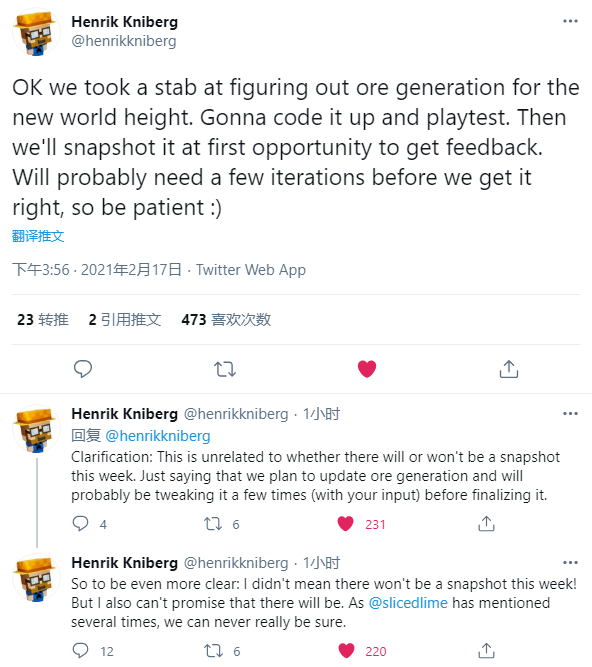 Henrik Kniberg
@henrikkniberg
OK we took a stab at figuring out ore generation for the
new world height. Gonna code it up and playtest. Then
we'll snapshot it at first opportunity to get feedback.
Will probably need a few iterations before we get it
right, so be patient :)
翻译推文
下午3:56 · 2021年2月17日 · Twitter Web App
23 转推 2 引用推文 473 喜欢次数
Henrik Kniberg @henrikkniberg · 1小时
回复 @henrikkniberg
Clarification: This is unrelated to whether there will or won't be a snapshot
this week. Just saying that we plan to update ore generation and will
probably be tweaking it a few times (with your input) before finalizing it.
4 6 231
Henrik Kniberg @henrikkniberg · 1小时
So to be even more clear: I didn't mean there won't be a snapshot this week!
But I also can't promise that there will be. As @slicedlime has mentioned
several times, we can never really be sure.
12 6 220